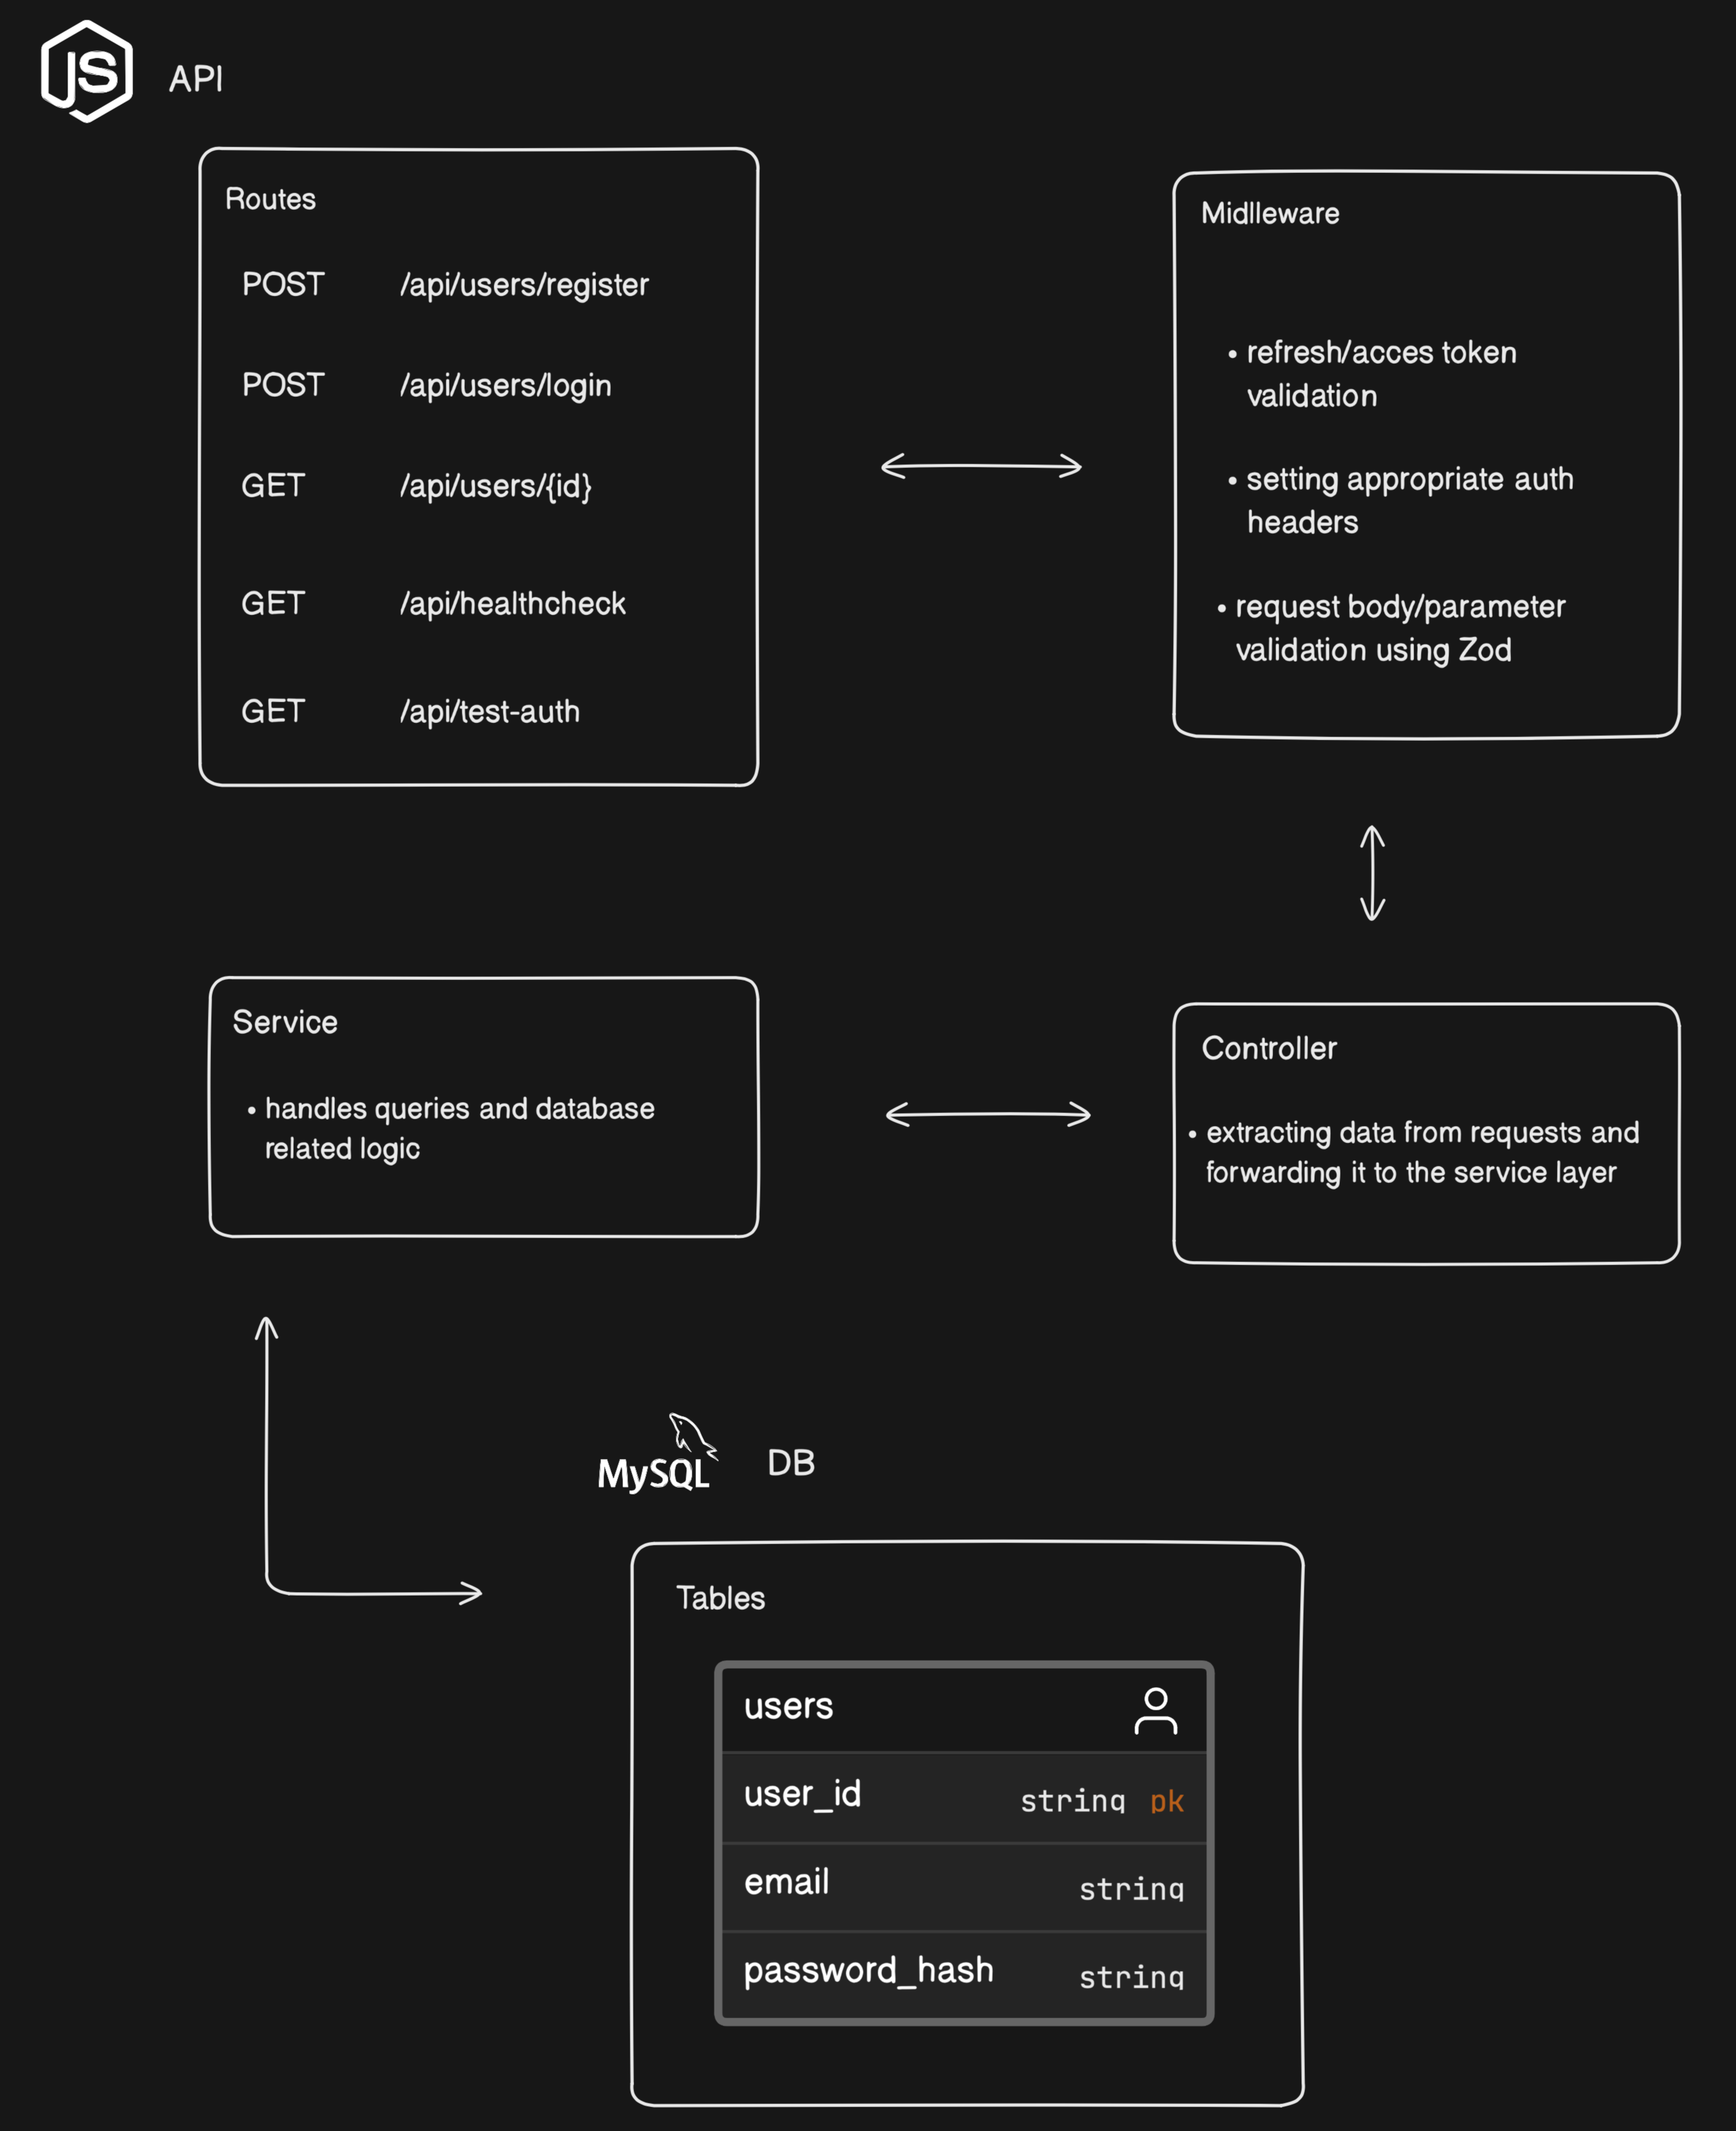 JS
API
Routes
POST /api/users/register
POST /api/users/login
GET /api/users/{id}
GET /api/healthcheck
GET /api/test-auth
Midlleware
• refresh/acces token
validation
• setting appropriate auth
headers
• request body/parameter
validation using Zod
Service
• handles queries and database
related logic
Controller
• extracting data from requests and
forwarding it to the service layer
MySQL DB
Tables
users
user_id string pk
email string
password_hash string